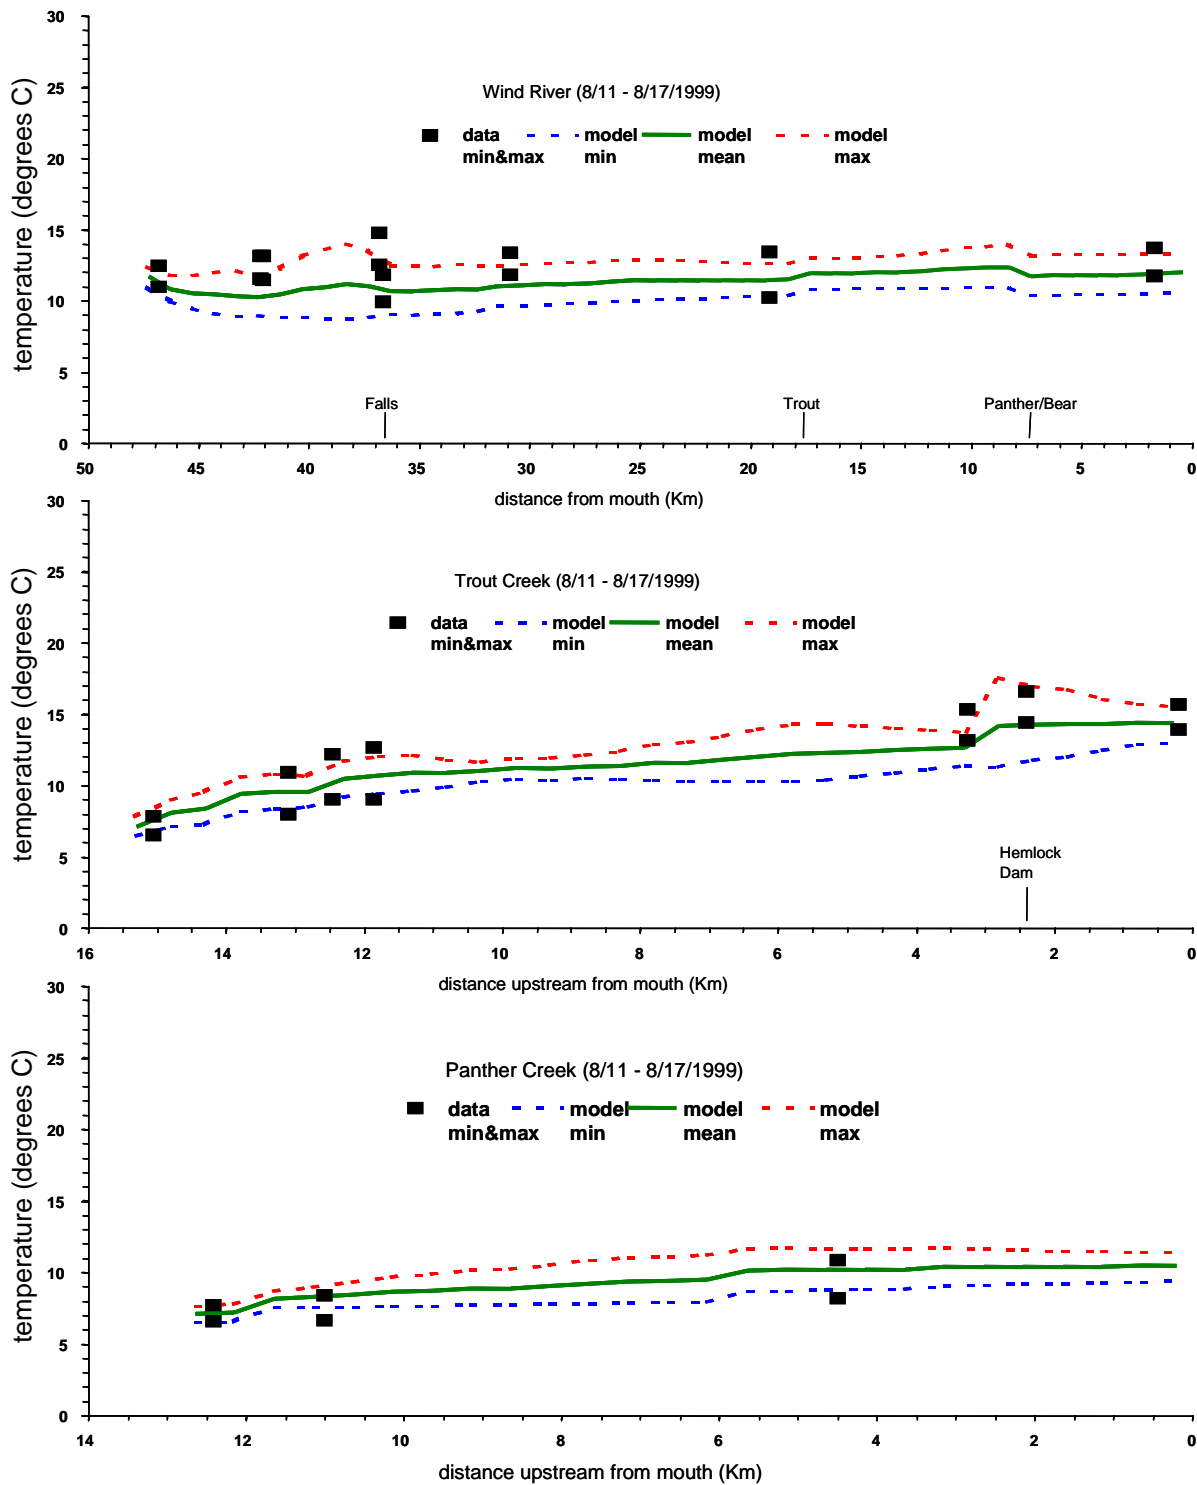 30
25
20
15
10
5
0
temperature (degrees C)
Wind River (8/11 - 8/17/1999)
data model model model
min&max min mean max
Falls Trout Panther/Bear
50 45 40 35 30 25 20 15 10 5 0
distance from mouth (Km)
30
25
20
15
10
5
0
temperature (degrees C)
Trout Creek (8/11 - 8/17/1999)
data model model model
min&max min mean max
Hemlock
Dam
16 14 12 10 8 6 4 2 0
distance upstream from mouth (Km)
30
25
20
15
10
5
0
temperature (degrees C)
Panther Creek (8/11 - 8/17/1999)
data model model model
min&max min mean max
14 12 10 8 6 4 2 0
distance upstream from mouth (Km)